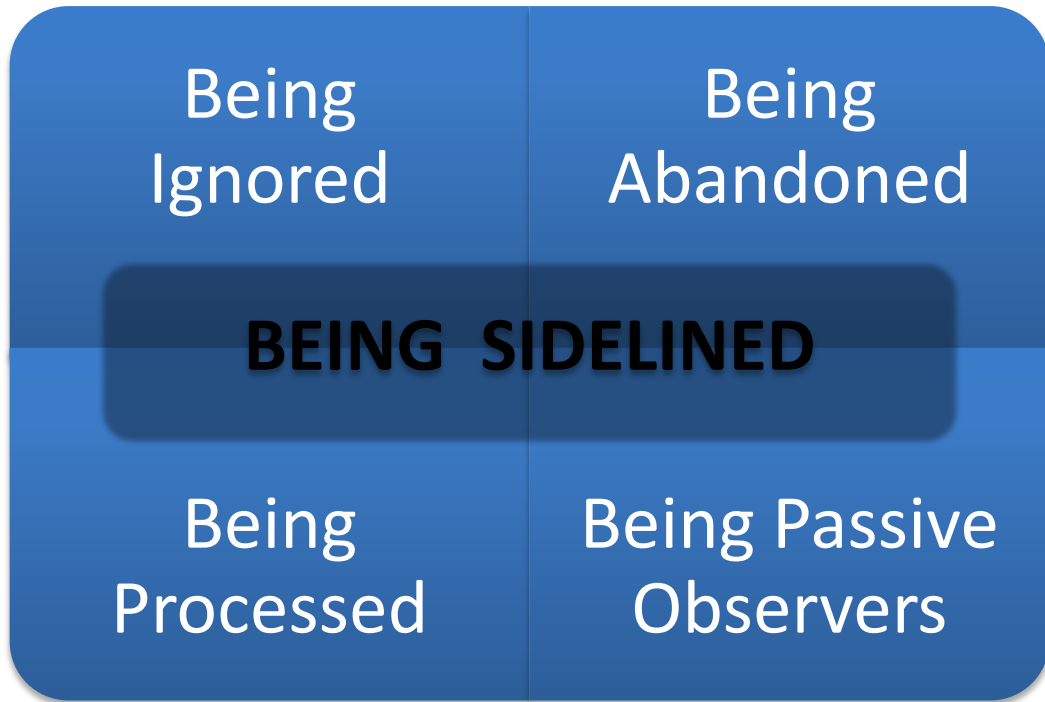 Being
Ignored
Being
Abandoned
BEING SIDELINED
Being
Processed
Being Passive
Observers